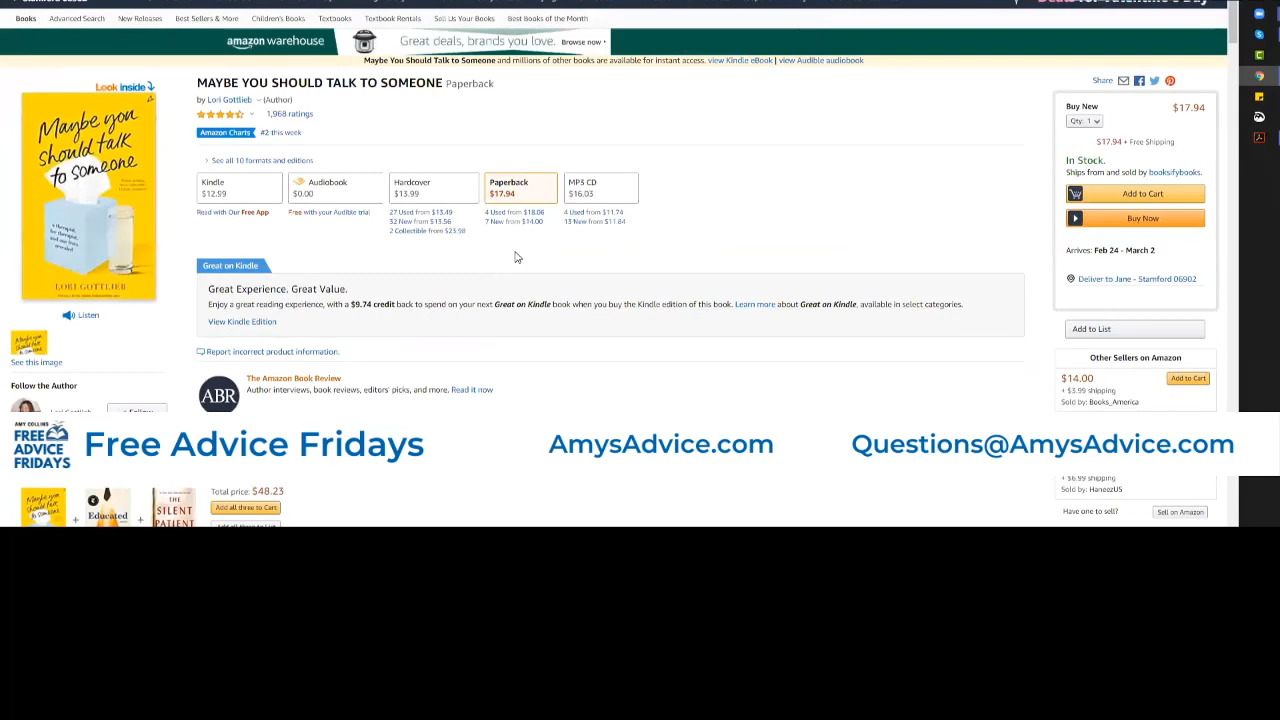 Books Advanced Search New Releases Best Sellers & More Children's Books Textbooks Textbook Rentals Sell Us Your Books Best Books of the Month
amazon warehouse Great deals, brands you love. Browse now
Maybe You Should Talk to Someone and millions of other books are available for instant access. view Kindle eBook | view Audible audiobook
Look inside
Maybe you should talk to someone
a therapist, her therapist, and our lives revealed
LORI GOTTLIEB
Listen
See this image
Follow the Author
MAYBE YOU SHOULD TALK TO SOMEONE Paperback
by Lori Gottlieb (Author)
1,968 ratings
Amazon Charts #2 this week
See all 10 formats and editions
Kindle
$12.99
Read with Our Free App
Audiobook
$0.00
Free with your Audible trial
Hardcover
$13.99
27 Used from $13.49
32 New from $13.56
2 Collectible from $23.98
Paperback
$17.94
4 Used from $18.06
7 New from $14.00
MP3 CD
$16.03
4 Used from $11.74
13 New from $11.64
Great on Kindle
Great Experience. Great Value.
Enjoy a great reading experience, with a $9.74 credit back to spend on your next Great on Kindle book when you buy the Kindle edition of this book. Learn more about Great on Kindle, available in select categories.
View Kindle Edition
Report incorrect product information.
ABR
The Amazon Book Review
Author interviews, book reviews, editors' picks, and more. Read it now
Share
Buy New $17.94
Qty: 1
$17.94 + Free Shipping
In Stock.
Ships from and sold by booksifybooks.
Add to Cart
Buy Now
Arrives: Feb 24 - March 2
Deliver to Jane - Stamford 06902
Add to List
Other Sellers on Amazon
$14.00 Add to Cart
+ $3.99 shipping
Sold by: Books_America
AMY COLLINS
FREE
ADVICE
FRIDAYS
Free Advice Fridays AmysAdvice.com Questions@AmysAdvice.com
+ $6.99 shipping
Sold by: HaneezUS
Have one to sell? Sell on Amazon
Maybe you should talk
+
Educated
+
THE
SILENT
PATIENT
Total price: $48.23
Add all three to Cart